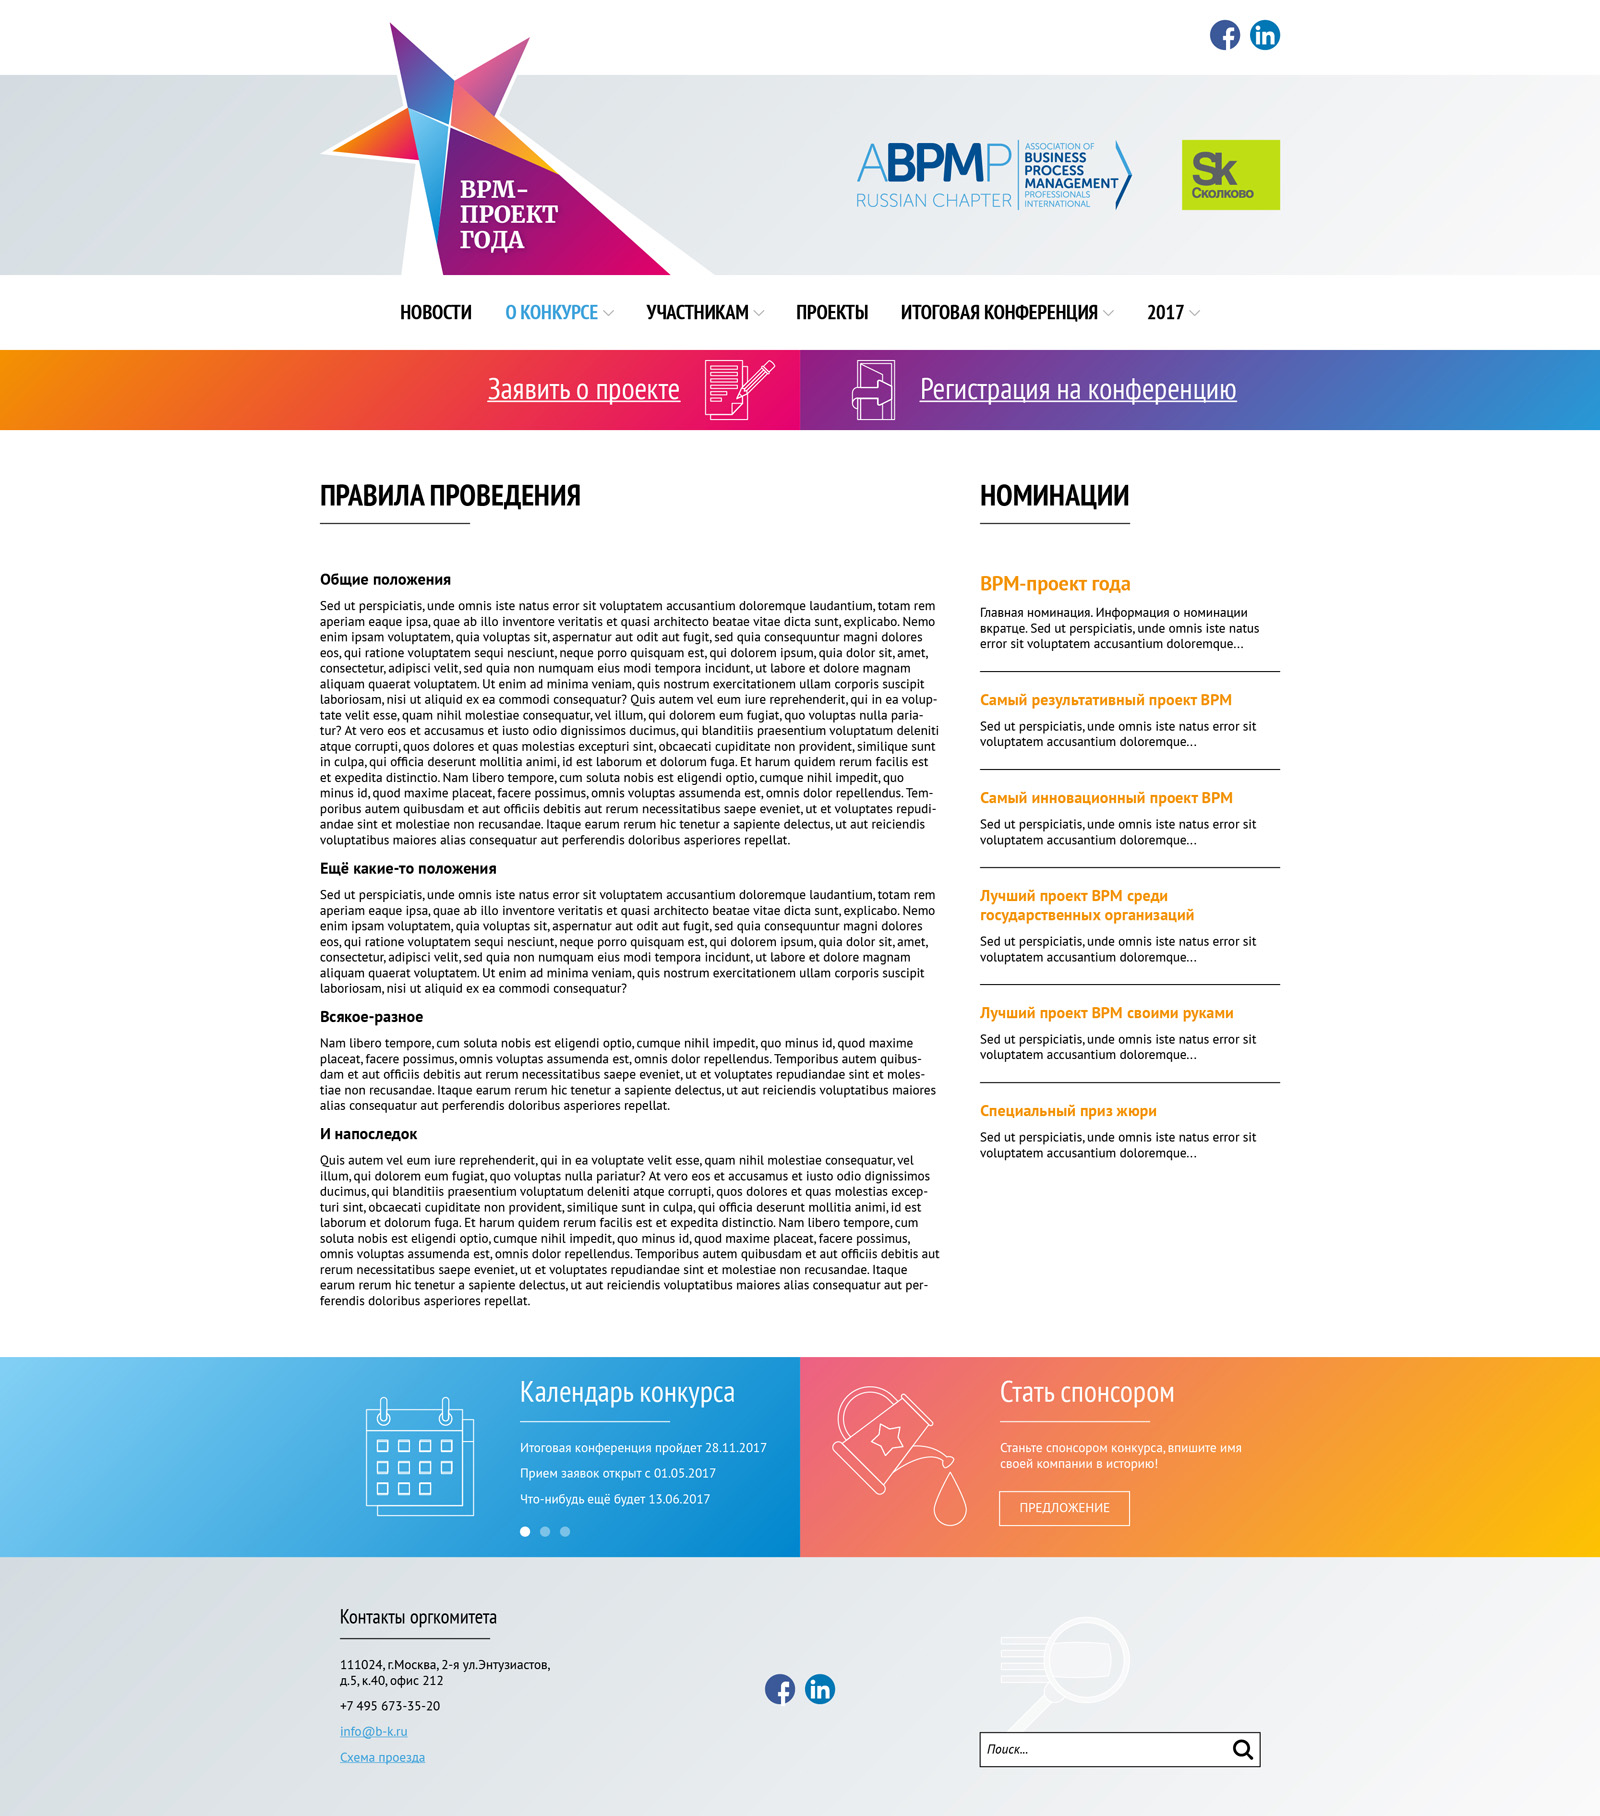 BPM-
ПРОЕКТ
ГОДА
ABPMP
RUSSIAN CHAPTER
ASSOCIATION OF
BUSINESS
PROCESS
MANAGEMENT
PROFESSIONALS
INTERNATIONAL
Sk
Сколково
НОВОСТИ О КОНКУРСЕ УЧАСТНИКАМ ПРОЕКТЫ ИТОГОВАЯ КОНФЕРЕНЦИЯ 2017
Заявить о проекте
Регистрация на конференцию
ПРАВИЛА ПРОВЕДЕНИЯ
Общие положения
Sed ut perspiciatis, unde omnis iste natus error sit voluptatem accusantium doloremque laudantium, totam rem
aperiam eaque ipsa, quae ab illo inventore veritatis et quasi architecto beatae vitae dicta sunt, explicabo. Nemo
enim ipsam voluptatem, quia voluptas sit, aspernatur aut odit aut fugit, sed quia consequuntur magni dolores
eos, qui ratione voluptatem sequi nesciunt, neque porro quisquam est, qui dolorem ipsum, quia dolor sit, amet,
consectetur, adipisci velit, sed quia non numquam eius modi tempora incidunt, ut labore et dolore magnam
aliquam quaerat voluptatem. Ut enim ad minima veniam, quis nostrum exercitationem ullam corporis suscipit
laboriosam, nisi ut aliquid ex ea commodi consequatur? Quis autem vel eum iure reprehenderit, qui in ea volup-
tate velit esse, quam nihil molestiae consequatur, vel illum, qui dolorem eum fugiat, quo voluptas nulla paria-
tur? At vero eos et accusamus et iusto odio dignissimos ducimus, qui blanditiis praesentium voluptatum deleniti
atque corrupti, quos dolores et quas molestias excepturi sint, obcaecati cupiditate non provident, similique sunt
in culpa, qui officia deserunt mollitia animi, id est laborum et dolorum fuga. Et harum quidem rerum facilis est
et expedita distinctio. Nam libero tempore, cum soluta nobis est eligendi optio, cumque nihil impedit, quo
minus id, quod maxime placeat, facere possimus, omnis voluptas assumenda est, omnis dolor repellendus. Tem-
poribus autem quibusdam et aut officiis debitis aut rerum necessitatibus saepe eveniet, ut et voluptates repudi-
andae sint et molestiae non recusandae. Itaque earum rerum hic tenetur a sapiente delectus, ut aut reiciendis
voluptatibus maiores alias consequatur aut perferendis doloribus asperiores repellat.
Ещё какие-то положения
Sed ut perspiciatis, unde omnis iste natus error sit voluptatem accusantium doloremque laudantium, totam rem
aperiam eaque ipsa, quae ab illo inventore veritatis et quasi architecto beatae vitae dicta sunt, explicabo. Nemo
enim ipsam voluptatem, quia voluptas sit, aspernatur aut odit aut fugit, sed quia consequuntur magni dolores
eos, qui ratione voluptatem sequi nesciunt, neque porro quisquam est, qui dolorem ipsum, quia dolor sit, amet,
consectetur, adipisci velit, sed quia non numquam eius modi tempora incidunt, ut labore et dolore magnam
aliquam quaerat voluptatem. Ut enim ad minima veniam, quis nostrum exercitationem ullam corporis suscipit
laboriosam, nisi ut aliquid ex ea commodi consequatur?
Всякое-разное
Nam libero tempore, cum soluta nobis est eligendi optio, cumque nihil impedit, quo minus id, quod maxime
placeat, facere possimus, omnis voluptas assumenda est, omnis dolor repellendus. Temporibus autem quibus-
dam et aut officiis debitis aut rerum necessitatibus saepe eveniet, ut et voluptates repudiandae sint et moles-
tiae non recusandae. Itaque earum rerum hic tenetur a sapiente delectus, ut aut reiciendis voluptatibus maiores
alias consequatur aut perferendis doloribus asperiores repellat.
И напоследок
Quis autem vel eum iure reprehenderit, qui in ea voluptate velit esse, quam nihil molestiae consequatur, vel
illum, qui dolorem eum fugiat, quo voluptas nulla pariatur? At vero eos et accusamus et iusto odio dignissimos
ducimus, qui blanditiis praesentium voluptatum deleniti atque corrupti, quos dolores et quas molestias excep-
turi sint, obcaecati cupiditate non provident, similique sunt in culpa, qui officia deserunt mollitia animi, id est
laborum et dolorum fuga. Et harum quidem rerum facilis est et expedita distinctio. Nam libero tempore, cum
soluta nobis est eligendi optio, cumque nihil impedit, quo minus id, quod maxime placeat, facere possimus,
omnis voluptas assumenda est, omnis dolor repellendus. Temporibus autem quibusdam et aut officiis debitis aut
rerum necessitatibus saepe eveniet, ut et voluptates repudiandae sint et molestiae non recusandae. Itaque
earum rerum hic tenetur a sapiente delectus, ut aut reiciendis voluptatibus maiores alias consequatur aut per-
ferendis doloribus asperiores repellat.
НОМИНАЦИИ
BPM-проект года
Главная номинация. Информация о номинации
вкратце. Sed ut perspiciatis, unde omnis iste natus
error sit voluptatem accusantium doloremque...
Самый результативный проект BPM
Sed ut perspiciatis, unde omnis iste natus error sit
voluptatem accusantium doloremque...
Самый инновационный проект BPM
Sed ut perspiciatis, unde omnis iste natus error sit
voluptatem accusantium doloremque...
Лучший проект BPM среди
государственных организаций
Sed ut perspiciatis, unde omnis iste natus error sit
voluptatem accusantium doloremque...
Лучший проект BPM своими руками
Sed ut perspiciatis, unde omnis iste natus error sit
voluptatem accusantium doloremque...
Специальный приз жюри
Sed ut perspiciatis, unde omnis iste natus error sit
voluptatem accusantium doloremque...
Календарь конкурса
Итоговая конференция пройдет 28.11.2017
Прием заявок открыт с 01.05.2017
Что-нибудь ещё будет 13.06.2017
Стать спонсором
Станьте спонсором конкурса, впишите имя
своей компании в историю!
ПРЕДЛОЖЕНИЕ
Контакты оргкомитета
111024, г.Москва, 2-я ул.Энтузиастов,
д.5, к.40, офис 212
+7 495 673-35-20
info@b-k.ru
Схема проезда
Поиск...